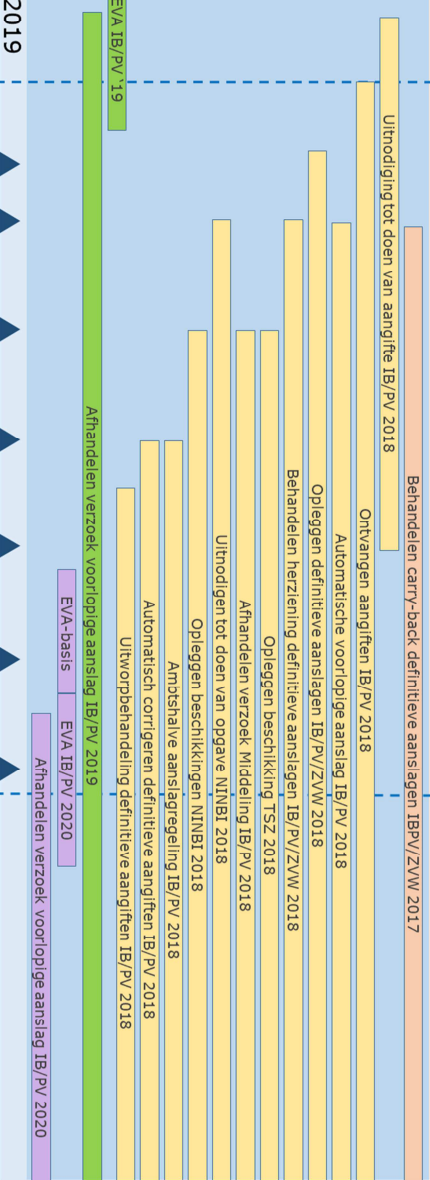 Behandelen carry-back definitieve aanslagen IBPV/ZVW 2017
Uitnodiging tot doen van aangifte IB/PV 2018
Ontvangen aangiften IB/PV 2018
Automatische voorlopige aanslag IB/PV 2018
Opleggen definitieve aanslagen IB/PV/ZVW 2018
Behandelen herziening definitieve aanslagen IB/PV/ZVW 2018
Opleggen beschikking TSZ 2018
Afhandelen verzoek Middeling IB/PV 2018
Uitnodigen tot doen van opgave NINBI 2018
Opleggen beschikkingen NINBI 2018
Ambtshalve aanslagregeling IB/PV 2018
Automatisch corrigeren definitieve aangiften IB/PV 2018
Uitworpbehandeling definitieve aangiften IB/PV 2018
EVA IB/PV '19
Afhandelen verzoek voorlopige aanslag IB/PV 2019
EVA-basis
EVA IB/PV 2020
Afhandelen verzoek voorlopige aanslag IB/PV 2020
2019